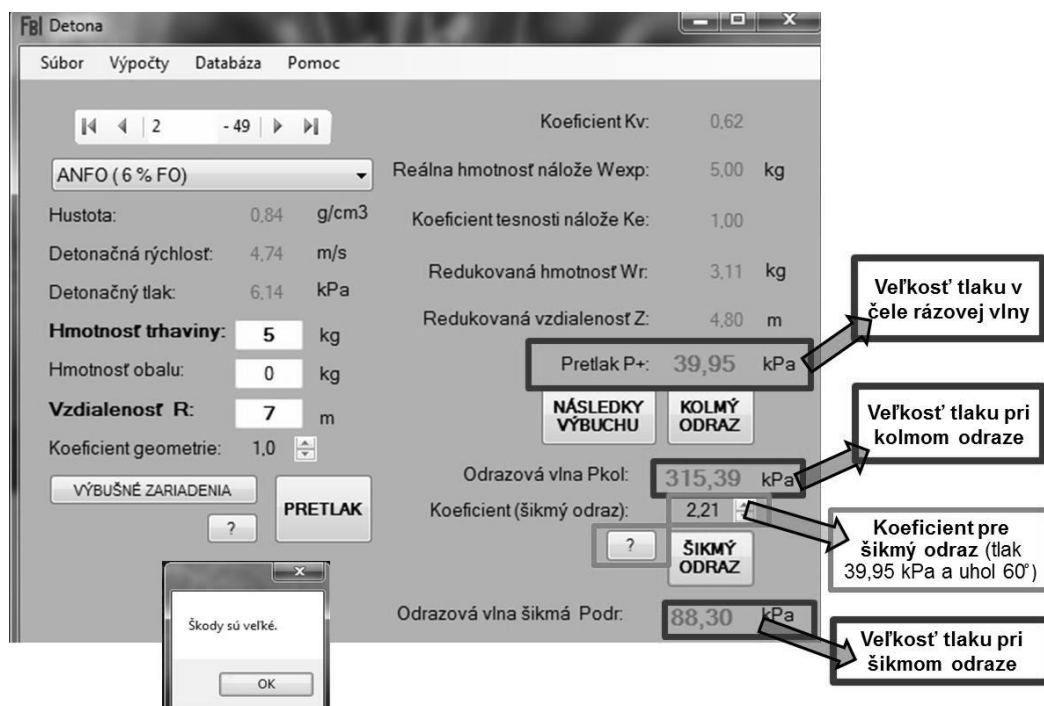 FBI Detona
Súbor Výpočty Databáza Pomoc
2 - 49
ANFO ( 6 % FO)
Hustota: 0,84 g/cm3
Detonačná rýchlosť: 4,74 m/s
Detonačný tlak: 6,14 kPa
Hmotnosť trhaviny: 5 kg
Hmotnosť obalu: 0 kg
Vzdialenosť R: 7 m
Koeficient geometrie: 1,0
VÝBUŠNÉ ZARIADENIA
?
PRETLAK
Koeficient Kv: 0,62
Reálna hmotnosť nálože Wexp: 5,00 kg
Koeficient tesnosti nálože Ke: 1,00
Redukovaná hmotnosť Wr: 3,11 kg
Redukovaná vzdialenosť Z: 4,80 m
Pretlak P+: 39,95 kPa
NÁSLEDKY
VÝBUCHU
KOLMÝ
ODRAZ
Odrazová vlna Pkol: 315,39 kPa
Koeficient (šikmý odraz): 2,21
?
ŠIKMÝ
ODRAZ
Odrazová vlna šikmá Podr: 88,30 kPa
Škody sú veľké.
OK
Veľkosť tlaku v
čele rázovej vlny
Veľkosť tlaku pri
kolmom odraze
Koeficient pre
šikmý odraz (tlak
39,95 kPa a uhol 60°)
Veľkosť tlaku pri
šikmom odraze